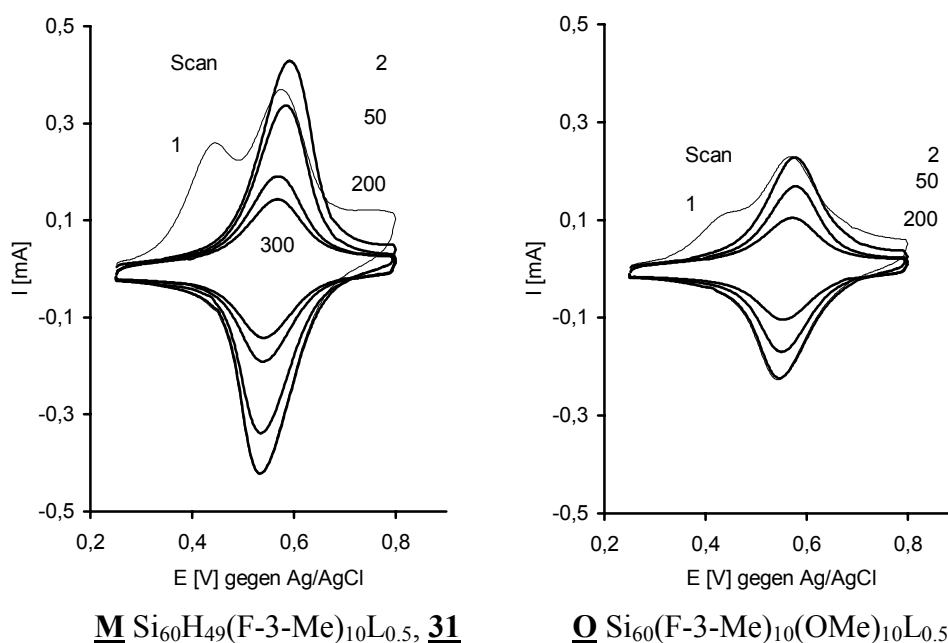 0,5
Scan
2
50
1
0,3
200
0,1
300
-0,1
-0,3
-0,5
I [mA]
0,2 0,4 0,6 0,8
E [V] gegen Ag/AgCl
M Si60H49(F-3-Me)10L0.5, 31
0,5
0,3
Scan
2
50
1
200
0,1
-0,1
-0,3
-0,5
I [mA]
0,2 0,4 0,6 0,8
E [V] gegen Ag/AgCl
O Si60(F-3-Me)10(OMe)10L0.5